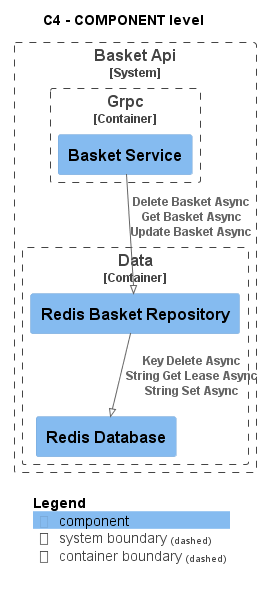 C4 - COMPONENT level
Basket Api
[System]
Grpc
[Container]
Basket Service
Delete Basket Async
Get Basket Async
Update Basket Async
Data
[Container]
Redis Basket Repository
Key Delete Async
String Get Lease Async
String Set Async
Redis Database
Legend
component
system boundary (dashed)
container boundary (dashed)